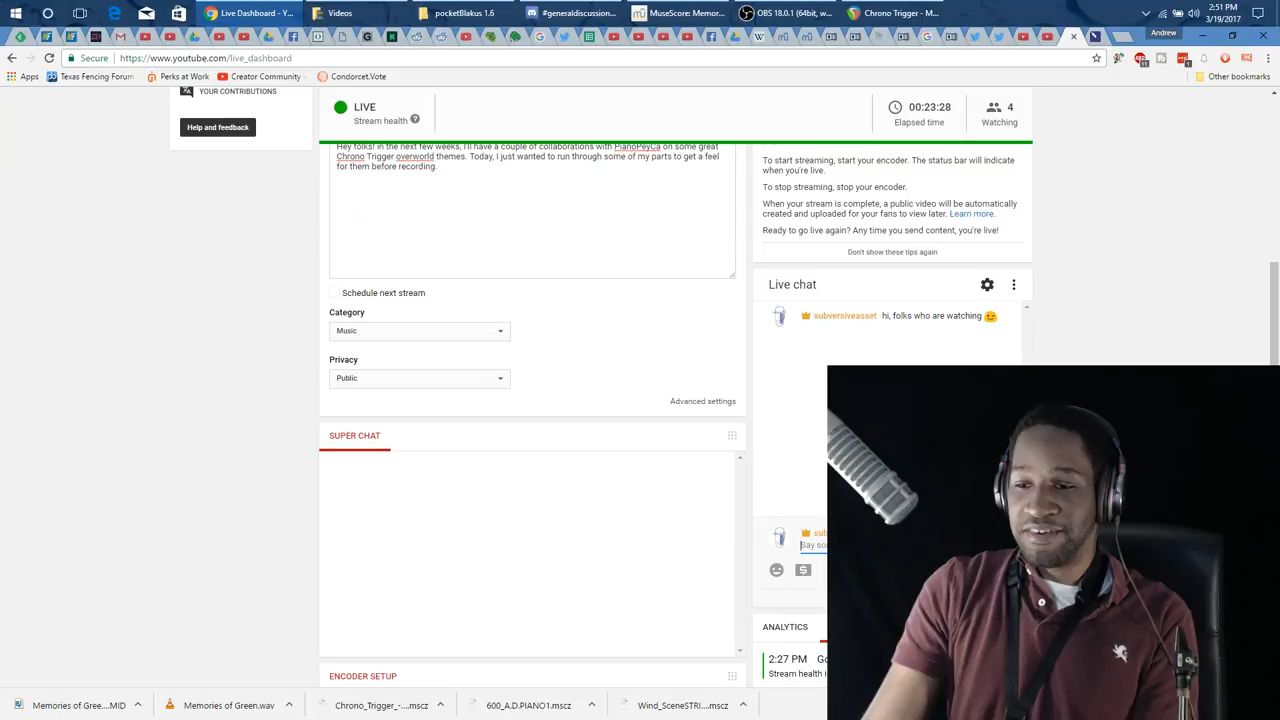 Live Dashboard - Y...
Videos
pocketBlakus 1.6
#generaldiscussion...
MuseScore: Memor...
OBS 18.0.1 (64bit, w...
Chrono Trigger - M...
2:51 PM
3/19/2017
Andrew
Secure
https://www.youtube.com/live_dashboard
Apps
Texas Fencing Forum
Perks at Work
Creator Community -
Condorcet.Vote
Other bookmarks
YOUR CONTRIBUTIONS
Help and feedback
LIVE
Stream health
00:23:28
Elapsed time
4
Watching
Hey folks! in the next few weeks, I'll have a couple of collaborations with PianoPeyCa on some great
Chrono Trigger overworld themes. Today, I just wanted to run through some of my parts to get a feel
for them before recording.
Schedule next stream
Category
Music
Privacy
Public
Advanced settings
SUPER CHAT
ENCODER SETUP
To start streaming, start your encoder. The status bar will indicate
when you're live.
To stop streaming, stop your encoder.
When your stream is complete, a public video will be automatically
created and uploaded for your fans to view later. Learn more.
Ready to go live again? Any time you send content, you're live!
Don't show these tips again
Live chat
subversiveasset hi, folks who are watching
sub
Say so
ANALYTICS
2:27 PM Go
Stream health i
Memories of Gree....MID
Memories of Green.wav
Chrono_Trigger_-....mscz
600_A.D.PIANO1.mscz
Wind_SceneSTRI....mscz